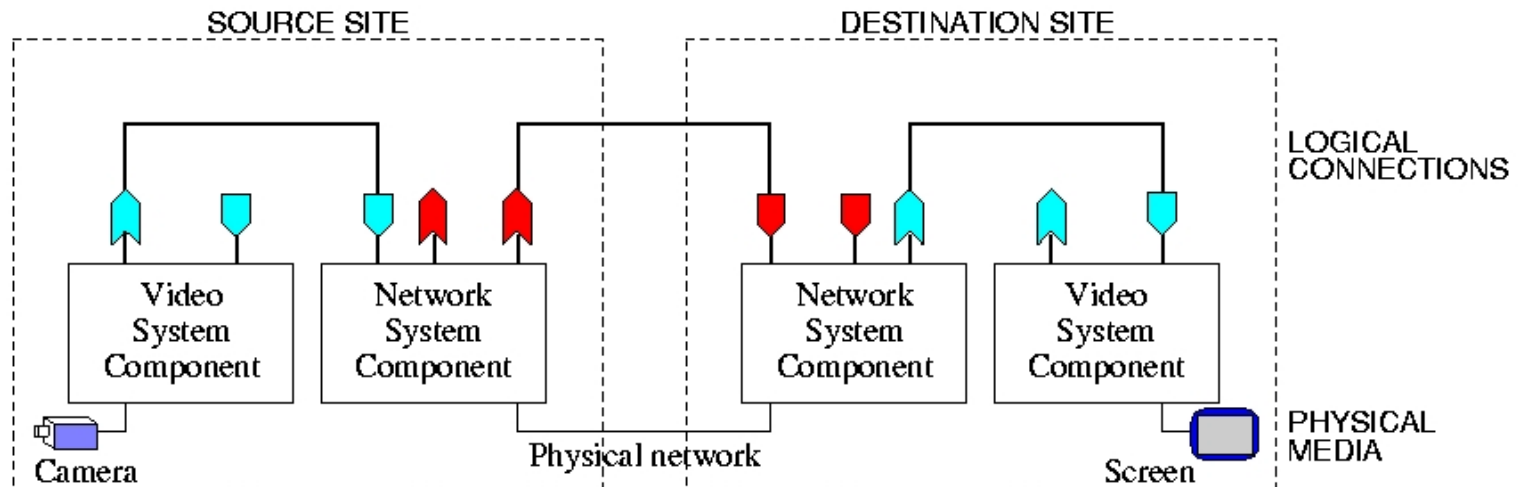 SOURCE SITE
DESTINATION SITE
LOGICAL
CONNECTIONS
Video
System
Component
Network
System
Component
Network
System
Component
Video
System
Component
Camera
Physical network
Screen
PHYSICAL
MEDIA